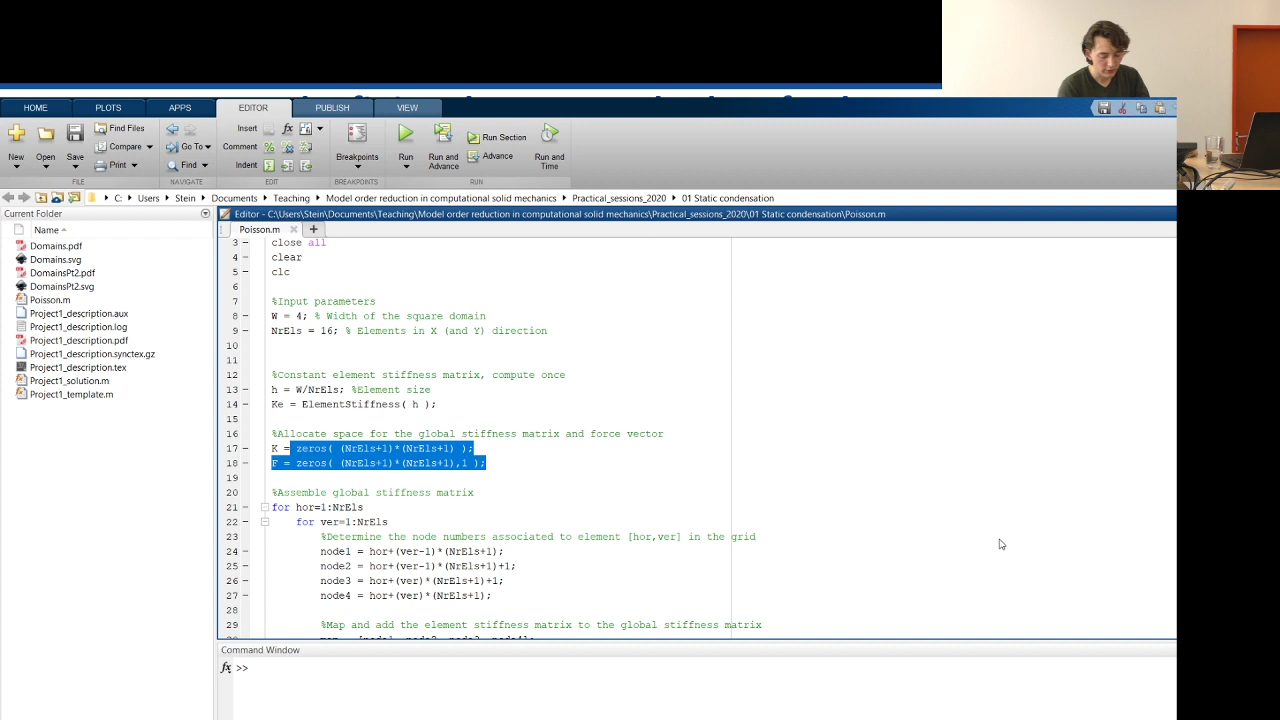 HOME PLOTS APPS EDITOR PUBLISH VIEW
New Open Save Find Files Compare Print Go To Find Insert fx Comment Indent Breakpoints Run Run and Advance Run Section Advance Run and Time
FILE NAVIGATE EDIT BREAKPOINTS RUN
C: Users Stein Documents Teaching Model order reduction in computational solid mechanics Practical_sessions_2020 01 Static condensation
Current Folder
Name
Domains.pdf
Domains.svg
DomainsPt2.pdf
DomainsPt2.svg
Poisson.m
Project1_description.aux
Project1_description.log
Project1_description.pdf
Project1_description.synctex.gz
Project1_description.tex
Project1_solution.m
Project1_template.m
Editor - C:\Users\Stein\Documents\Teaching\Model order reduction in computational solid mechanics\Practical_sessions_2020\01 Static condensation\Poisson.m
Poisson.m
3 close all
4 clear
5 clc
6
7 %Input parameters
8 W = 4; % Width of the square domain
9 NrEls = 16; % Elements in X (and Y) direction
10
11
12 %Constant element stiffness matrix, compute once
13 h = W/NrEls; %Element size
14 Ke = ElementStiffness( h );
15
16 %Allocate space for the global stiffness matrix and force vector
17 K = zeros( (NrEls+1)*(NrEls+1) );
18 F = zeros( (NrEls+1)*(NrEls+1),1 );
19
20 %Assemble global stiffness matrix
21 for hor=1:NrEls
22 for ver=1:NrEls
23 %Determine the node numbers associated to element [hor,ver] in the grid
24 node1 = hor+(ver-1)*(NrEls+1);
25 node2 = hor+(ver-1)*(NrEls+1)+1;
26 node3 = hor+(ver)*(NrEls+1)+1;
27 node4 = hor+(ver)*(NrEls+1);
28
29 %Map and add the element stiffness matrix to the global stiffness matrix
Command Window
fx >>